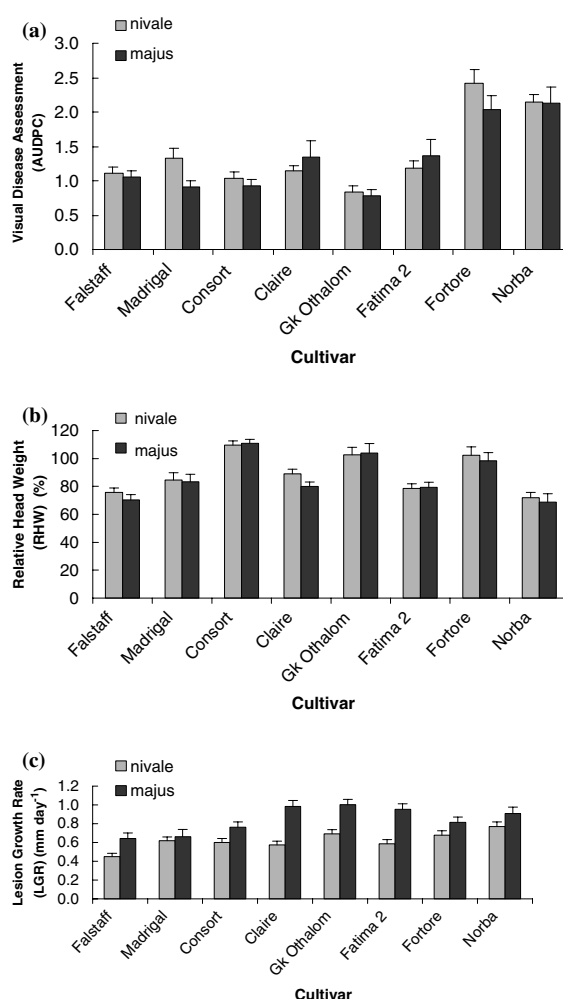 (a)
nivale
majus
Visual Disease Assessment
(AUDPC)
3.0
2.5
2.0
1.5
1.0
0.5
0.0
Falstaff
Madrigal
Consort
Claire
Gk Othalom
Fatima 2
Fortore
Norba
Cultivar
(b)
nivale
majus
Relative Head Weight
(RHW) (%)
120
100
80
60
40
20
0
Falstaff
Madrigal
Consort
Claire
Gk Othalom
Fatima 2
Fortore
Norba
Cultivar
(c)
nivale
majus
Lesion Growth Rate
(LGR) (mm day⁻¹)
1.2
1.0
0.8
0.6
0.4
0.2
0.0
Falstaff
Madrigal
Consort
Claire
Gk Othalom
Fatima 2
Fortore
Norba
Cultivar